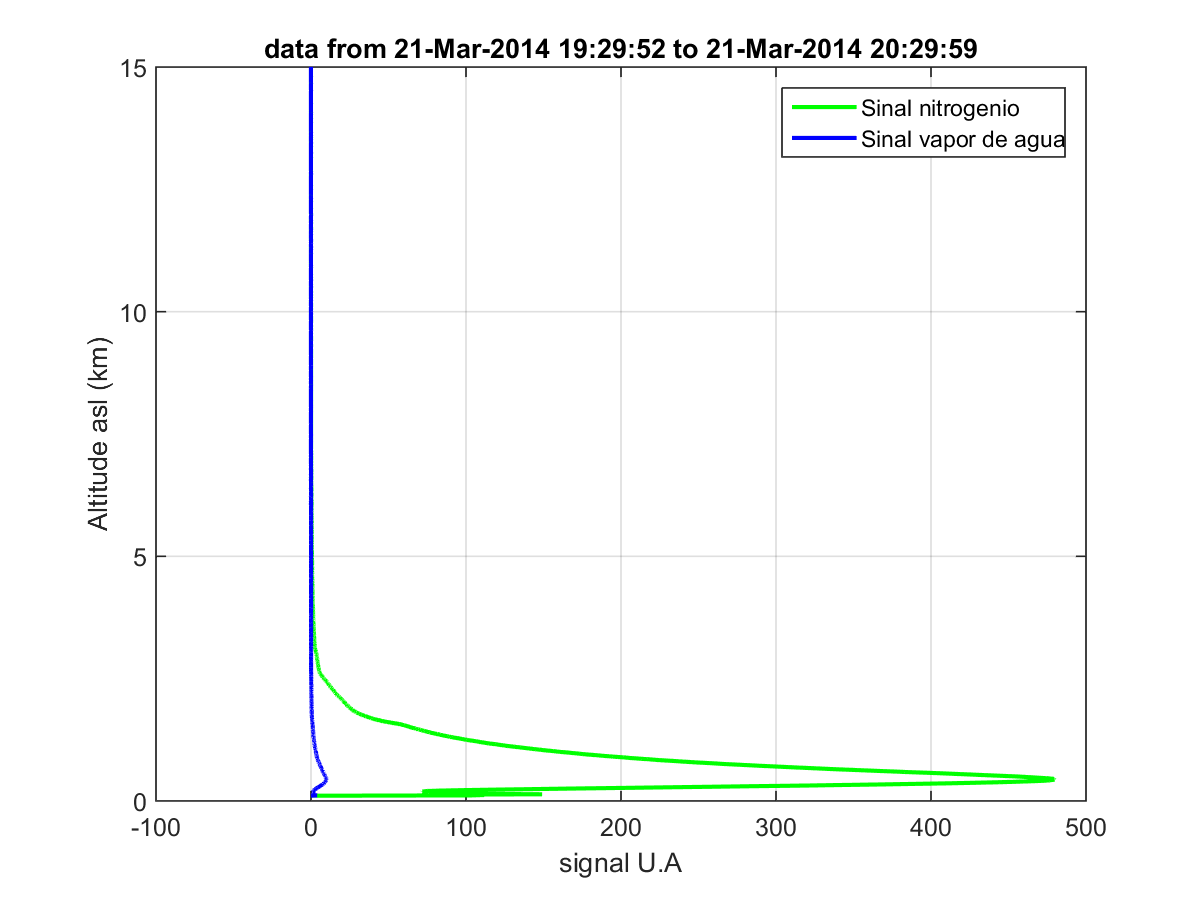 data from 21-Mar-2014 19:29:52 to 21-Mar-2014 20:29:59
Sinal nitrogenio
Sinal vapor de agua
15
10
5
0
Altitude asl (km)
-100 0 100 200 300 400 500
signal U.A